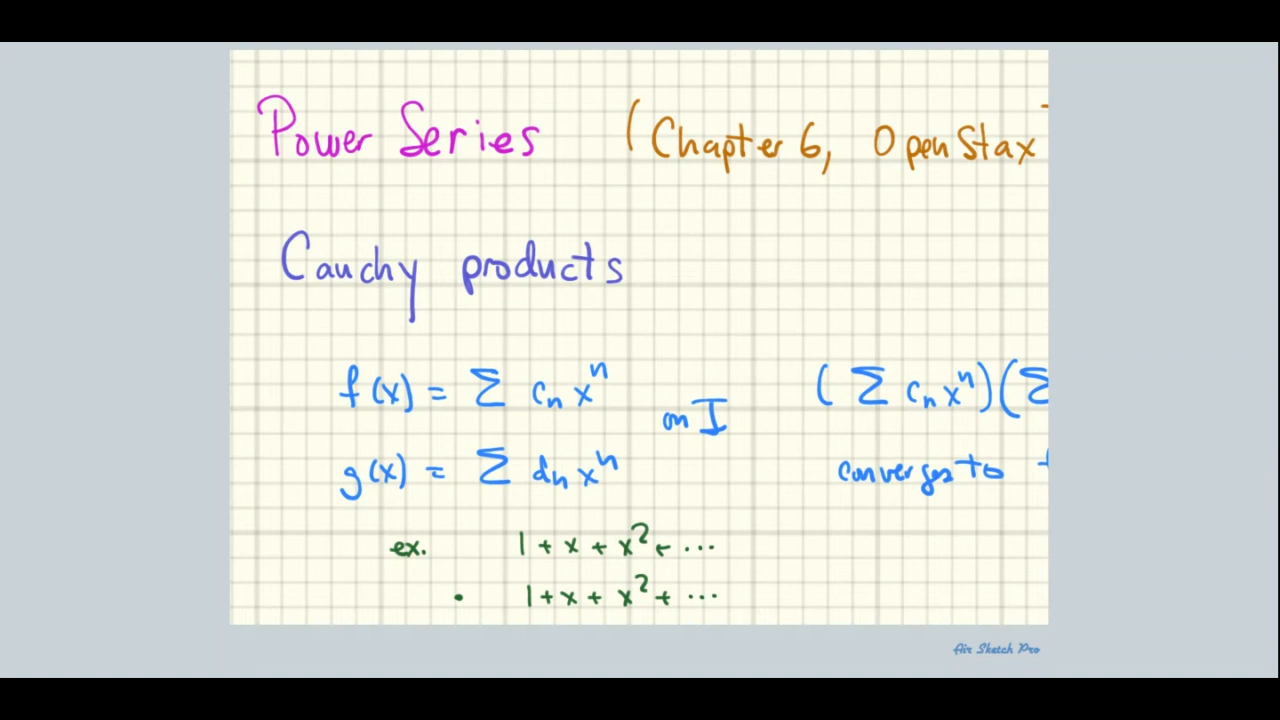 Power Series (Chapter 6, OpenStax
Cauchy products
f(x) = Σ cₙxⁿ
on I
(Σ cₙxⁿ)(Σ
g(x) = Σ dₙxⁿ
converges to
ex. 1 + x + x² + ...
• 1 + x + x² + ...
Air Sketch Pro